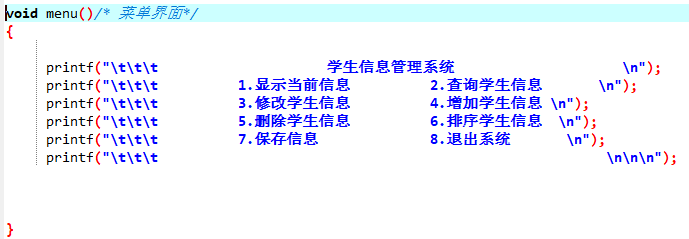 void menu()/* 菜单界面*/
{
printf("\t\t\t                     学生信息管理系统                     \n");
printf("\t\t\t          1.显示当前信息          2.查询学生信息       \n");
printf("\t\t\t          3.修改学生信息          4.增加学生信息 \n");
printf("\t\t\t          5.删除学生信息          6.排序学生信息  \n");
printf("\t\t\t          7.保存信息              8.退出系统       \n");
printf("\t\t\t                                                        \n\n\n");
}